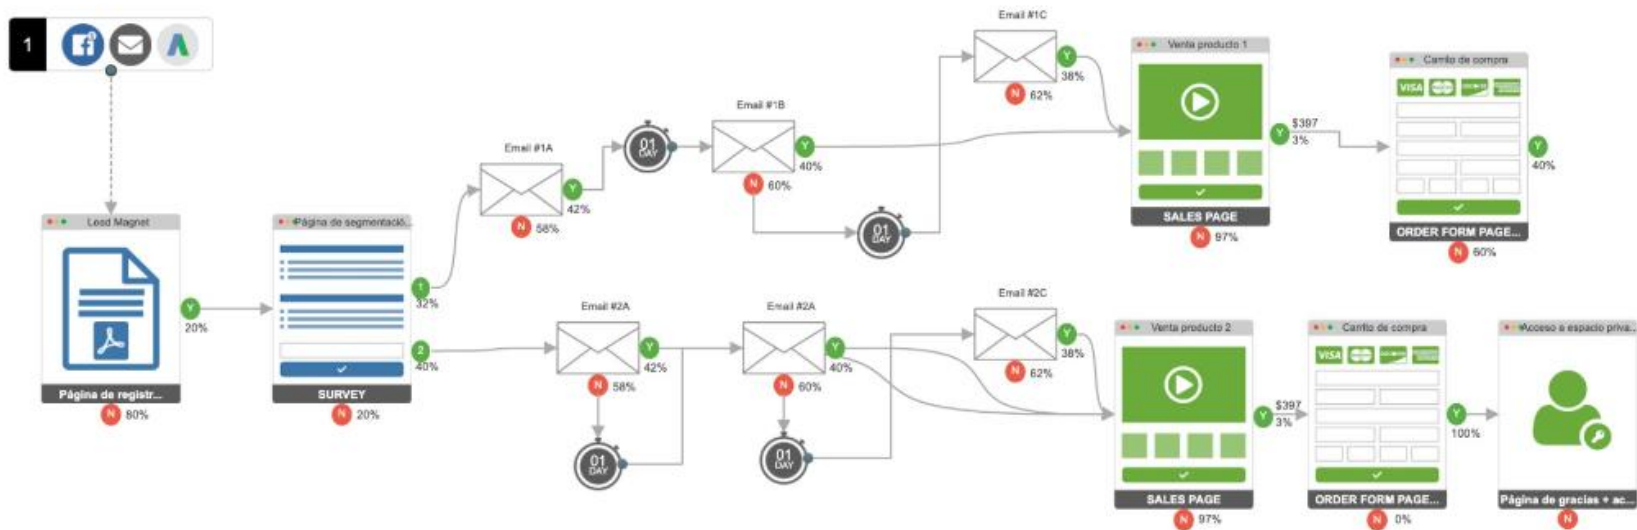 1
Lead Magnet
Página de registr...
Y
20%
N 80%
Página de segmentació...
SURVEY
1
32%
2
40%
N 20%
Email #1A
Y
42%
N 58%
01
DAY
Email #1B
Y
40%
N 60%
01
DAY
Email #1C
Y
38%
N 62%
Venta producto 1
SALES PAGE
Y $397
3%
N 97%
Carrito de compra
VISA
ORDER FORM PAGE...
Y
40%
N 60%
Email #2A
Y
42%
N 58%
01
DAY
Email #2A
Y
40%
N 60%
01
DAY
Email #2C
Y
38%
N 62%
Venta producto 2
SALES PAGE
Y $397
3%
N 97%
Carrito de compra
VISA
ORDER FORM PAGE...
Y
100%
N 0%
Acceso a espacio priva...
Página de gracias + ac...
N